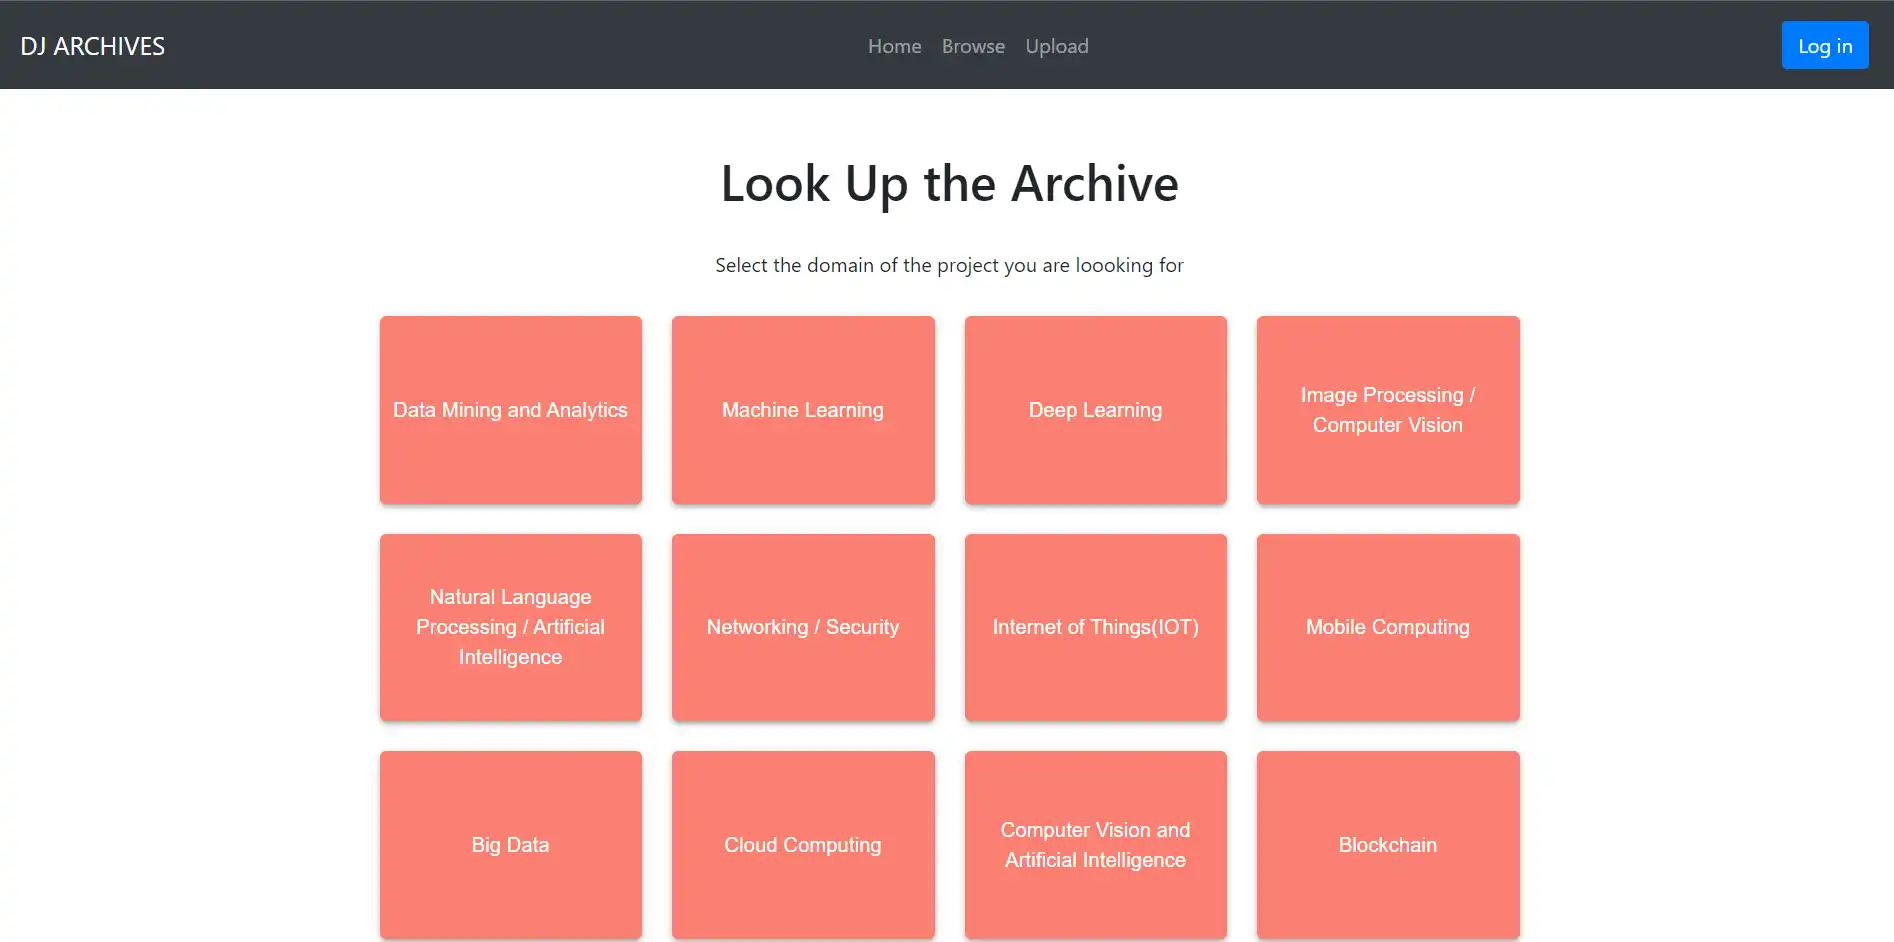 DJ ARCHIVES
Home Browse Upload
Log in
Look Up the Archive
Select the domain of the project you are loooking for
Data Mining and Analytics
Machine Learning
Deep Learning
Image Processing /
Computer Vision
Natural Language
Processing / Artificial
Intelligence
Networking / Security
Internet of Things(IOT)
Mobile Computing
Big Data
Cloud Computing
Computer Vision and
Artificial Intelligence
Blockchain